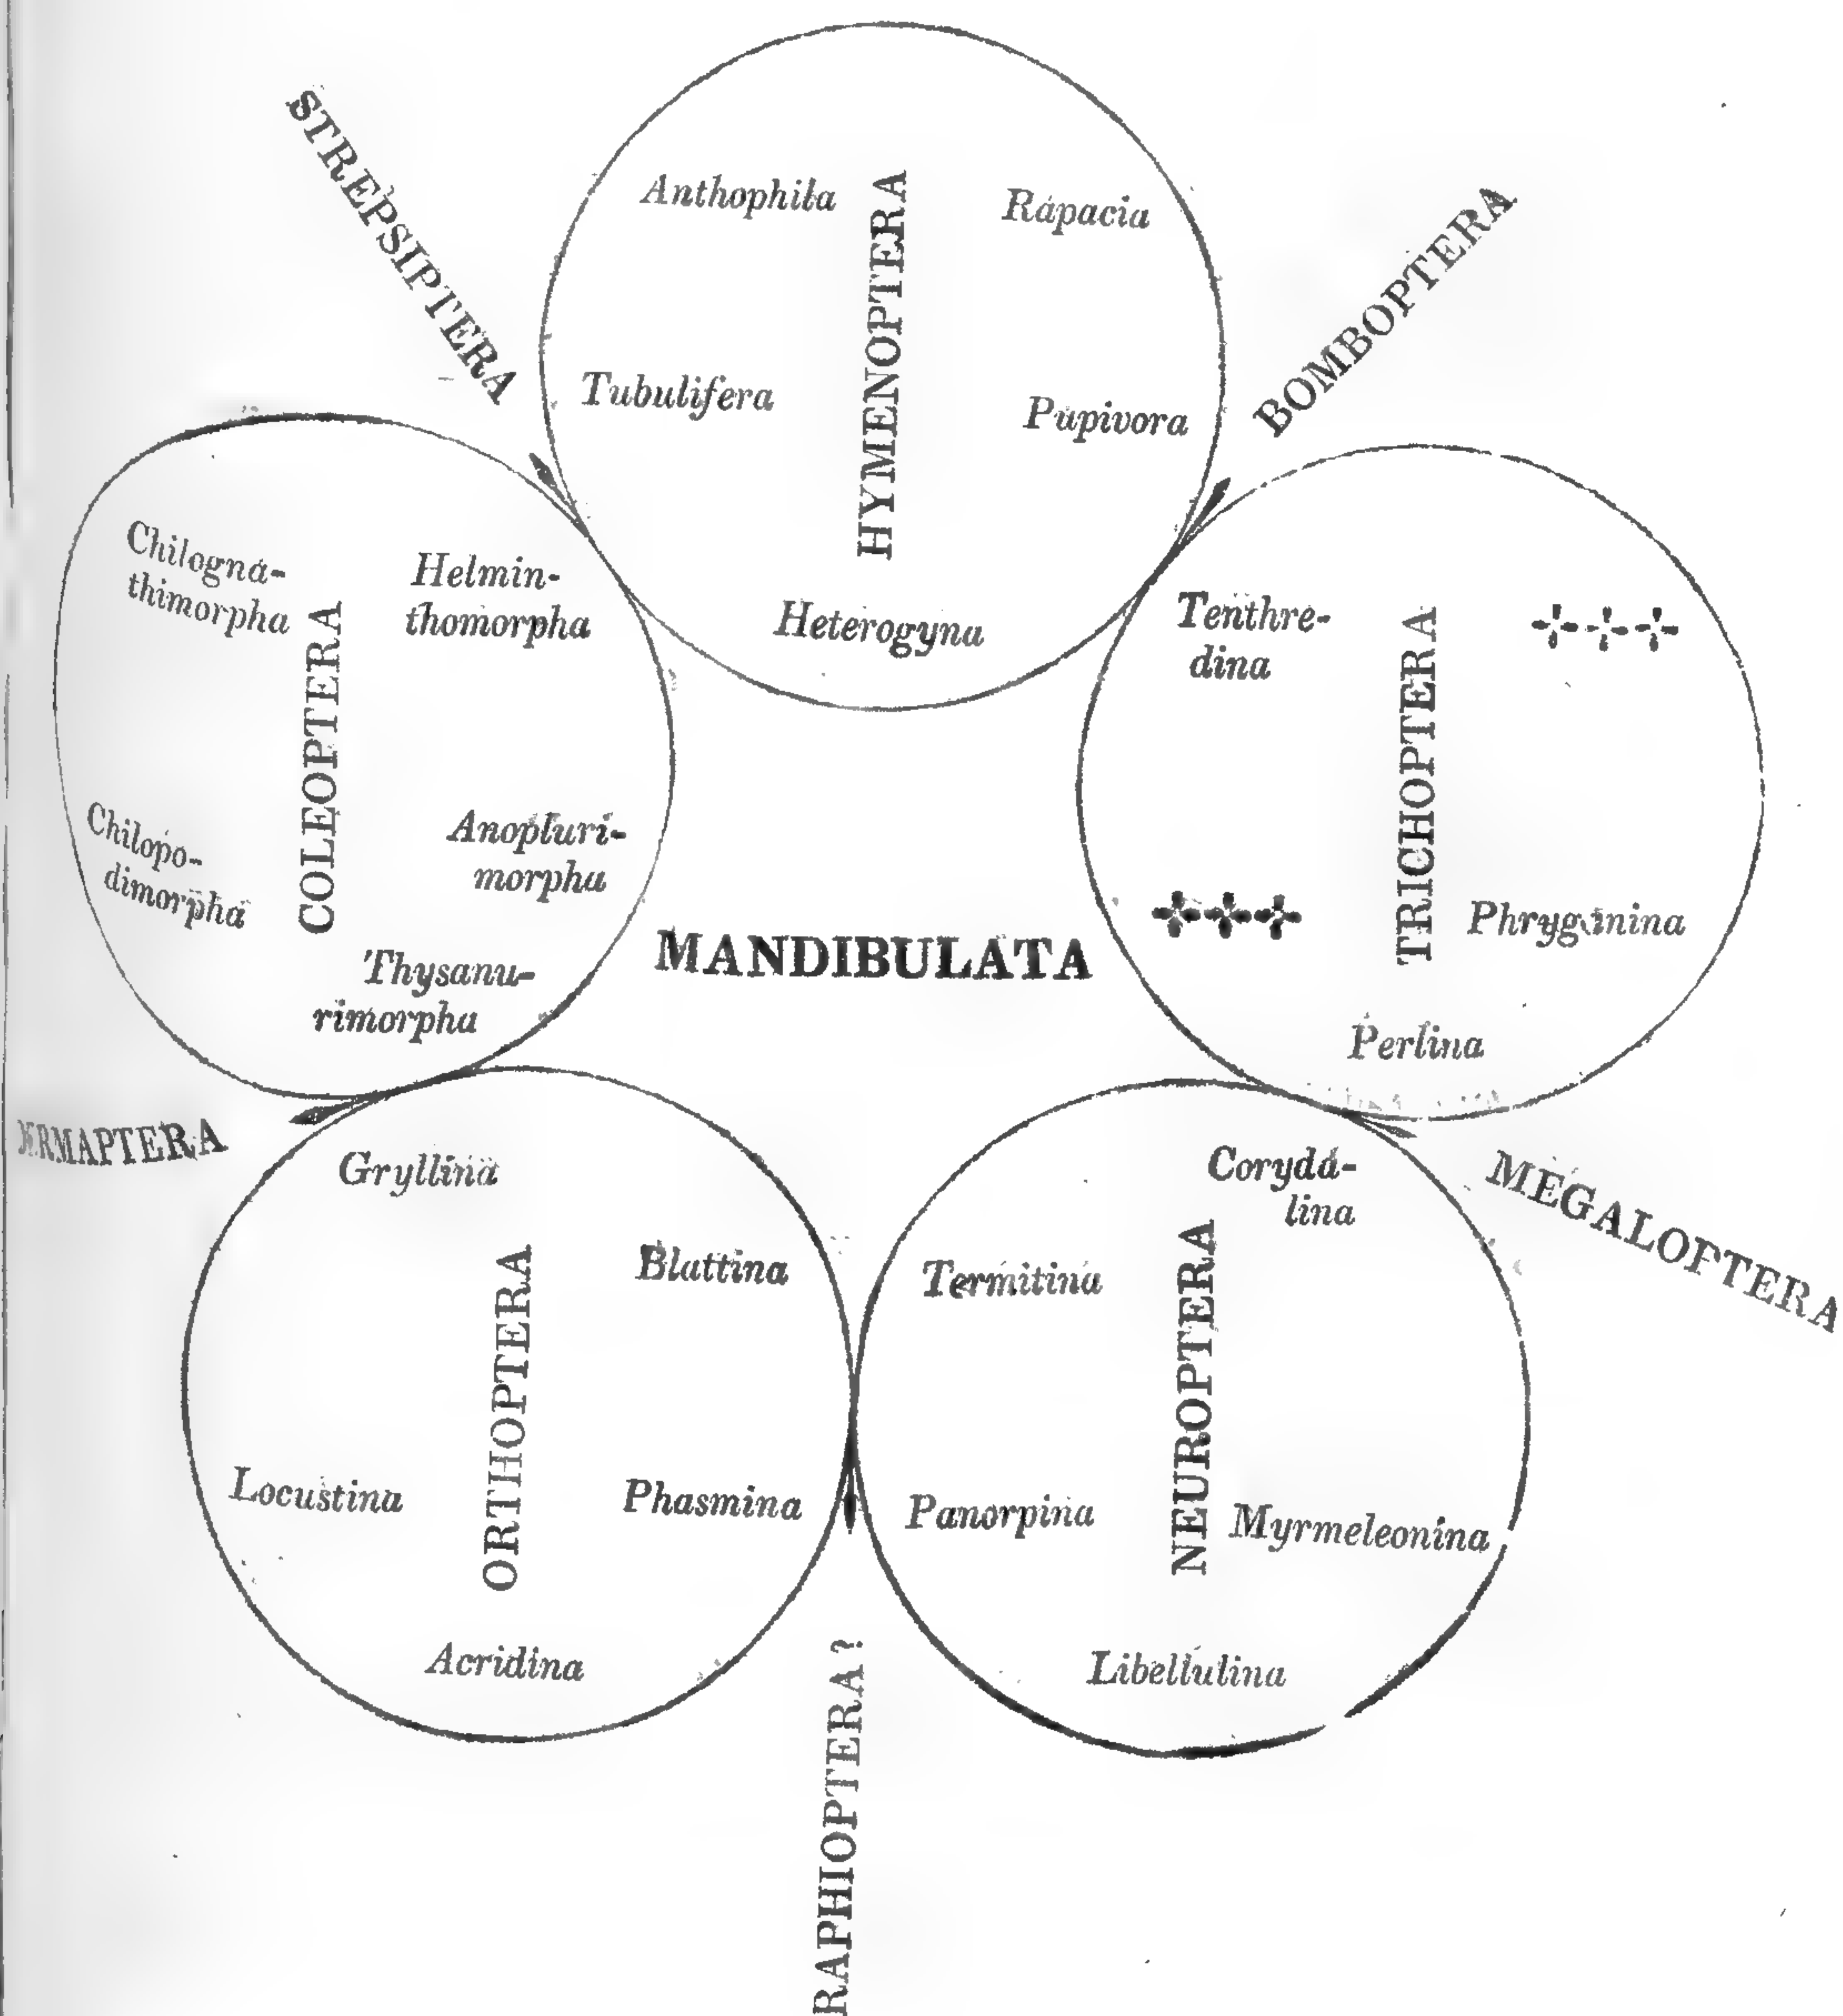 STREPSIPTERA
BOMBOPTERA
HYMENOPTERA
Anthophila
Rapacia
Tubulifera
Pupivora
Heterogyna
COLEOPTERA
Chilogna-
thimorpha
Helmin-
thomorpha
Chilopo-
dimorpha
Anopluri-
morpha
Thysanu-
rimorpha
MANDIBULATA
TRICHOPTERA
Tenthre-
dina
Phryganina
Perlina
MEGALOPTERA
ORTHOPTERA
Gryllina
Blattina
Locustina
Phasmina
Acridina
NEUROPTERA
Coryda-
lina
Termitina
Panorpina
Myrmeleonina
Libellulina
RAPHIOPTERA?